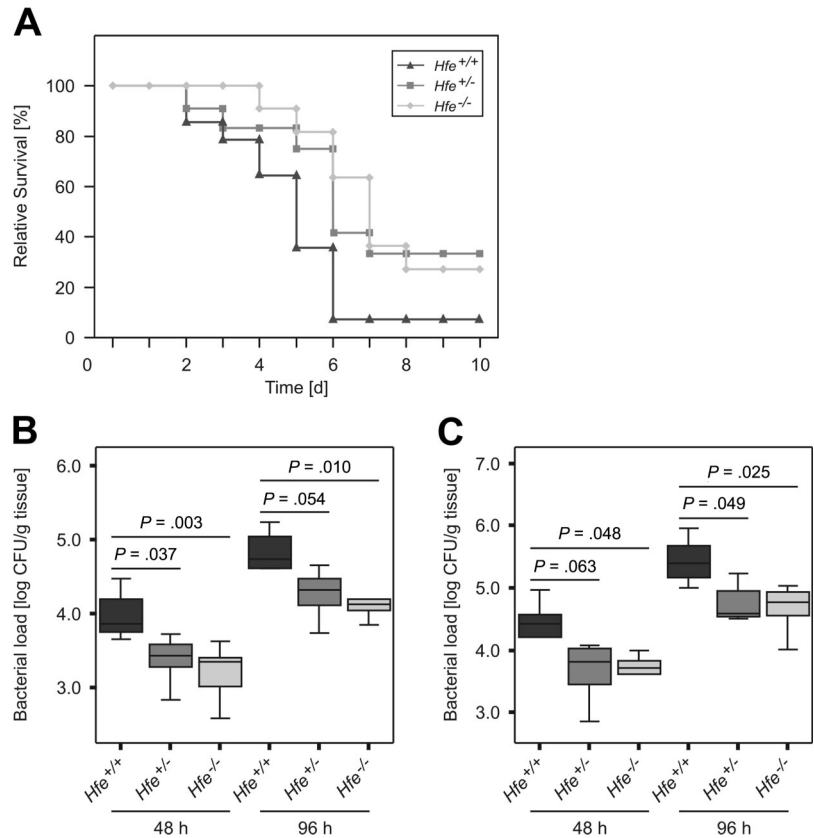 A
Relative Survival [%]
100
80
60
40
20
0
Hfe+/+
Hfe+/-
Hfe-/-
0 2 4 6 8 10
Time [d]
B
Bacterial load [log CFU/g tissue]
6.0
5.0
4.0
3.0
P = .010
P = .054
P = .003
P = .037
Hfe+/+ Hfe+/- Hfe-/- Hfe+/+ Hfe+/- Hfe-/-
48 h 96 h
C
Bacterial load [log CFU/g tissue]
7.0
6.0
5.0
4.0
3.0
P = .025
P = .049
P = .048
P = .063
Hfe+/+ Hfe+/- Hfe-/- Hfe+/+ Hfe+/- Hfe-/-
48 h 96 h